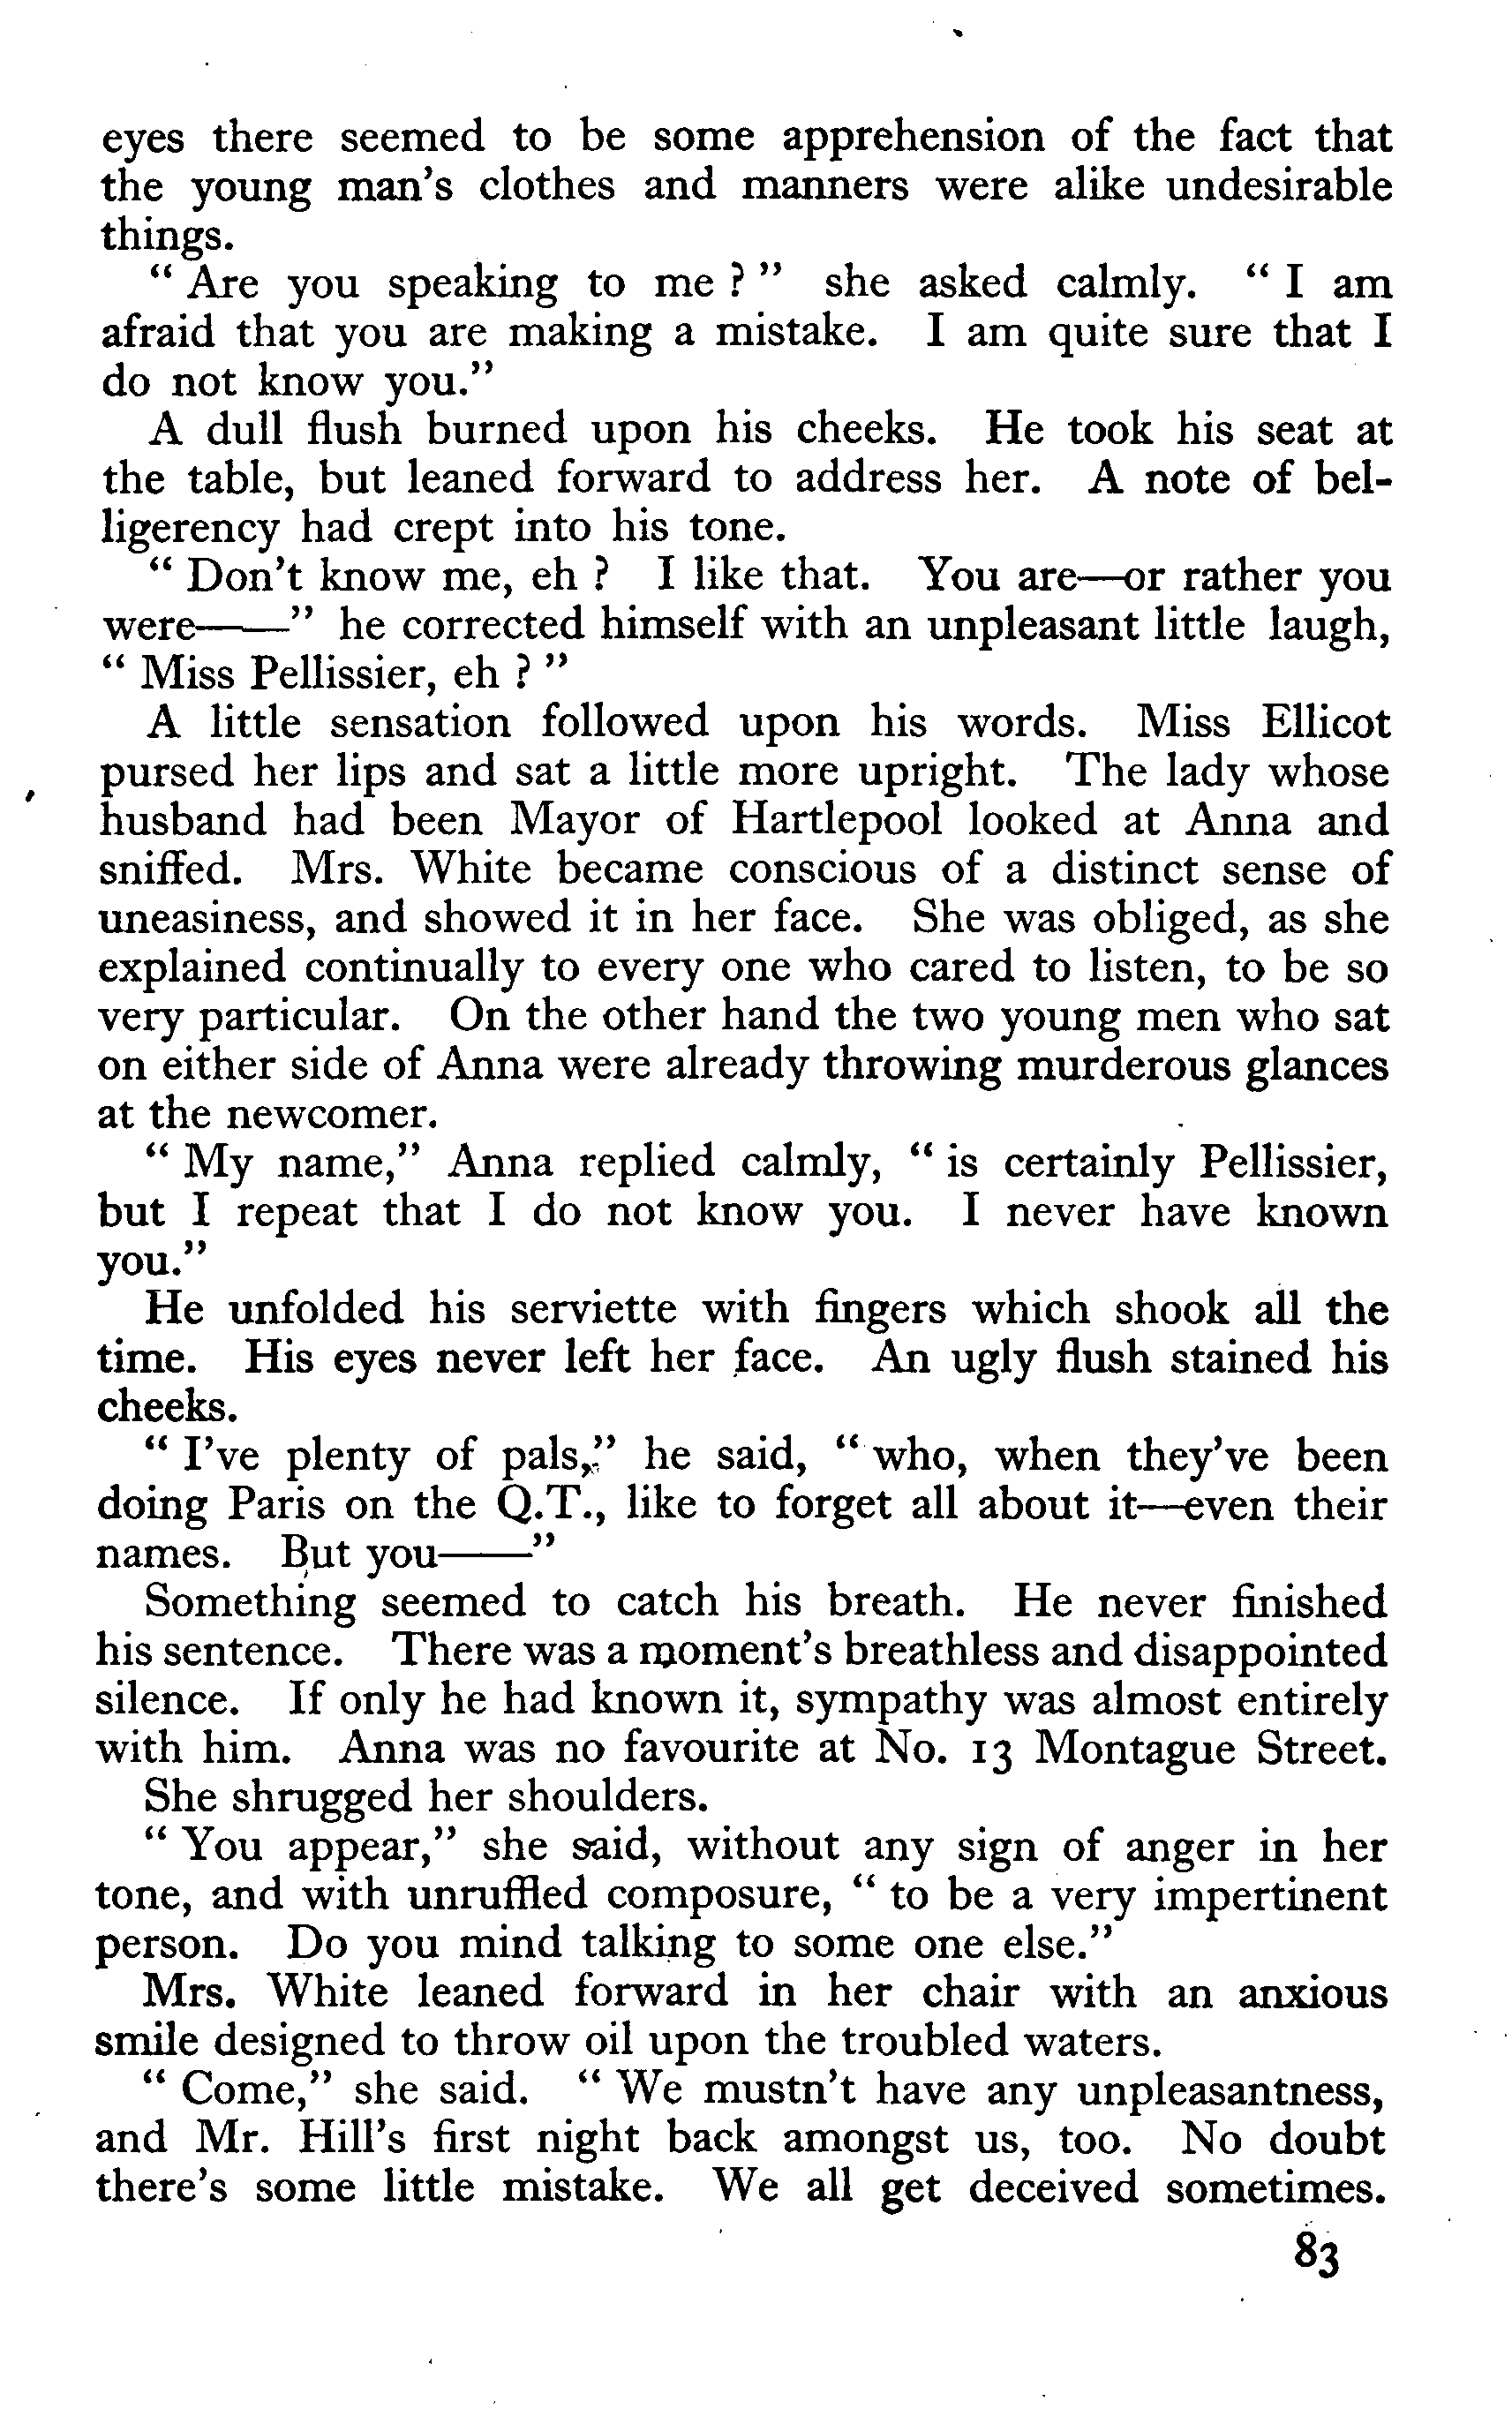 eyes there seemed to be some apprehension of the fact that
the young man's clothes and manners were alike undesirable
things.
" Are you speaking to me ? " she asked calmly. " I am
afraid that you are making a mistake. I am quite sure that I
do not know you."
A dull flush burned upon his cheeks. He took his seat at
the table, but leaned forward to address her. A note of bel-
ligerency had crept into his tone.
" Don't know me, eh ? I like that. You are—or rather you
were——" he corrected himself with an unpleasant little laugh,
" Miss Pellissier, eh ? "
A little sensation followed upon his words. Miss Ellicot
pursed her lips and sat a little more upright. The lady whose
husband had been Mayor of Hartlepool looked at Anna and
sniffed. Mrs. White became conscious of a distinct sense of
uneasiness, and showed it in her face. She was obliged, as she
explained continually to every one who cared to listen, to be so
very particular. On the other hand the two young men who sat
on either side of Anna were already throwing murderous glances
at the newcomer.
" My name," Anna replied calmly, " is certainly Pellissier,
but I repeat that I do not know you. I never have known
you."
He unfolded his serviette with fingers which shook all the
time. His eyes never left her face. An ugly flush stained his
cheeks.
" I've plenty of pals," he said, " who, when they've been
doing Paris on the Q.T., like to forget all about it—even their
names. But you——"
Something seemed to catch his breath. He never finished
his sentence. There was a moment's breathless and disappointed
silence. If only he had known it, sympathy was almost entirely
with him. Anna was no favourite at No. 13 Montague Street.
She shrugged her shoulders.
" You appear," she said, without any sign of anger in her
tone, and with unruffled composure, " to be a very impertinent
person. Do you mind talking to some one else."
Mrs. White leaned forward in her chair with an anxious
smile designed to throw oil upon the troubled waters.
" Come," she said. " We mustn't have any unpleasantness,
and Mr. Hill's first night back amongst us, too. No doubt
there's some little mistake. We all get deceived sometimes.
83